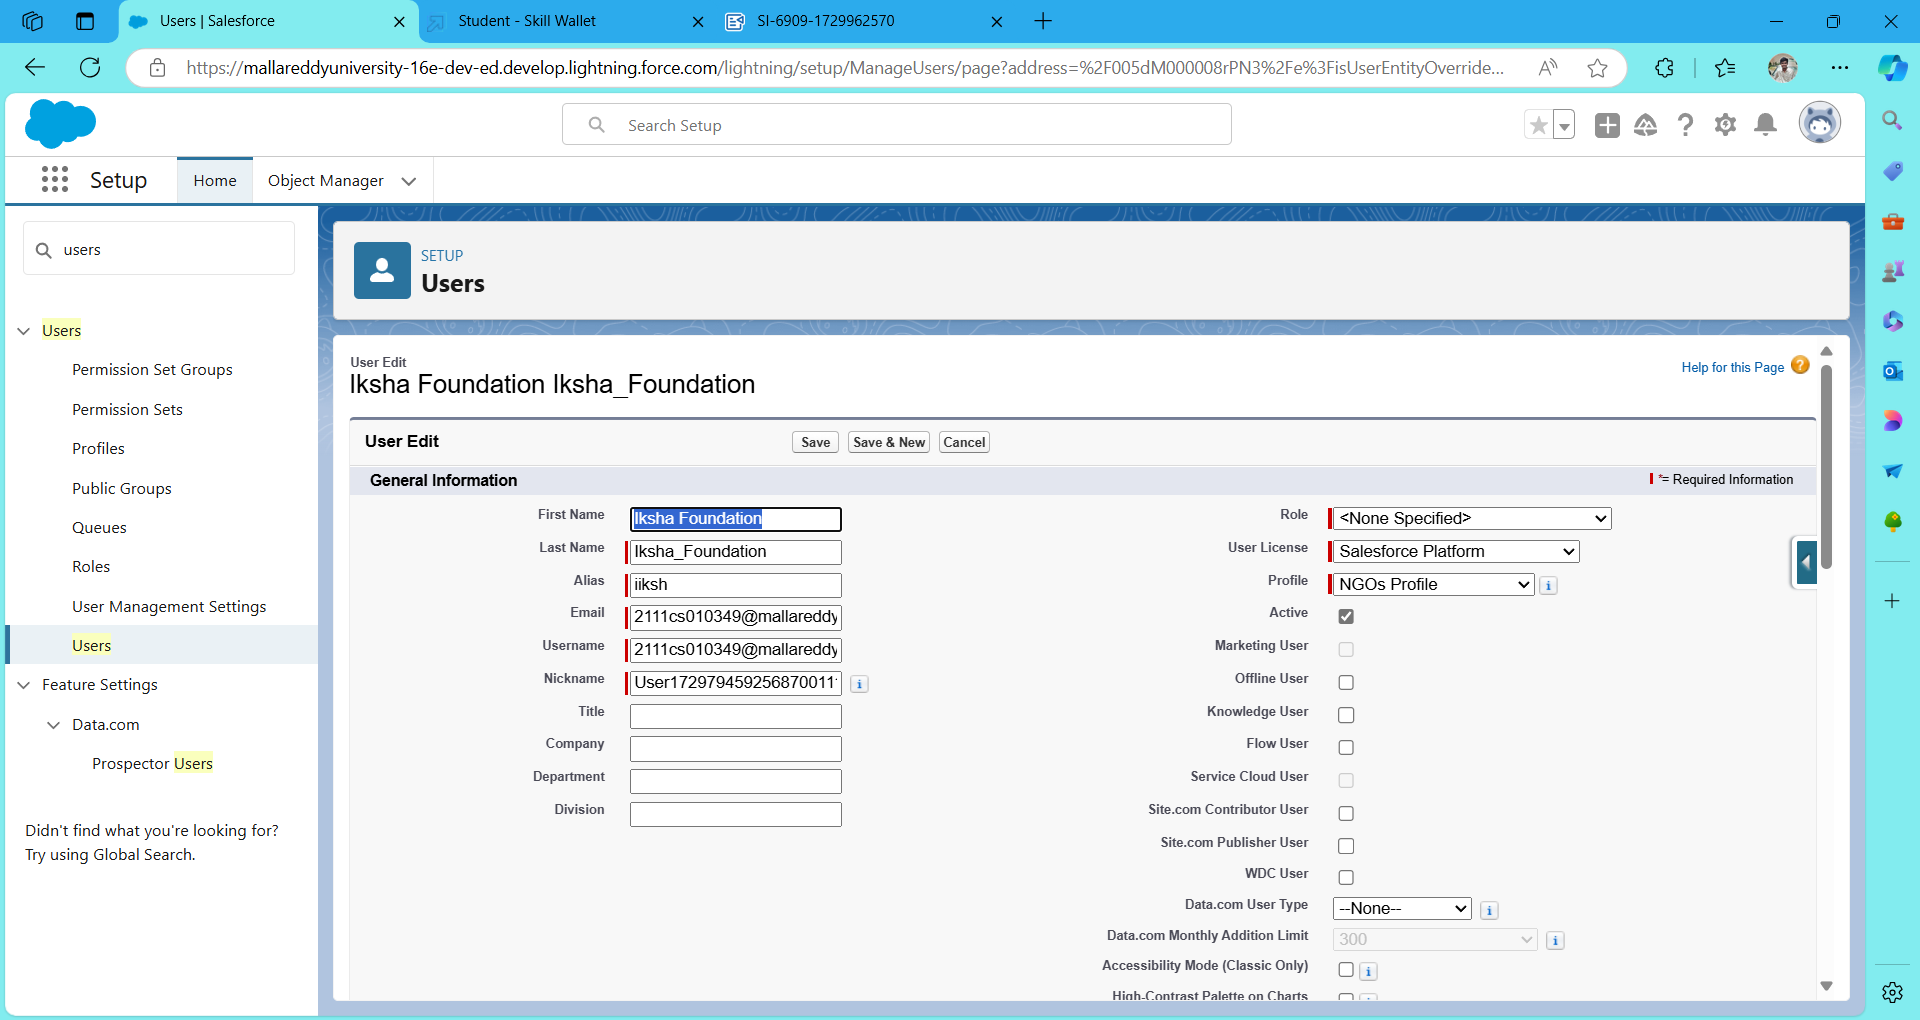 Users | Salesforce
Student - Skill Wallet
SI-6909-1729962570
https://mallareddyuniversity-16e-dev-ed.develop.lightning.force.com/lightning/setup/ManageUsers/page?address=%2F005dM000008rPN3%2Fe%3FisUserEntityOverride...
Search Setup
Setup
Home
Object Manager
users
Users
Permission Set Groups
Permission Sets
Profiles
Public Groups
Queues
Roles
User Management Settings
Users
Feature Settings
Data.com
Prospector Users
Didn't find what you're looking for?
Try using Global Search.
SETUP
Users
User Edit
Iksha Foundation Iksha_Foundation
Help for this Page
User Edit
Save
Save & New
Cancel
General Information
*= Required Information
First Name Iksha Foundation
Last Name Iksha_Foundation
Alias iiksh
Email 2111cs010349@mallareddy
Username 2111cs010349@mallareddy
Nickname User172979459256870011
Title
Company
Department
Division
Role <None Specified>
User License Salesforce Platform
Profile NGOs Profile
Active
Marketing User
Offline User
Knowledge User
Flow User
Service Cloud User
Site.com Contributor User
Site.com Publisher User
WDC User
Data.com User Type --None--
Data.com Monthly Addition Limit 300
Accessibility Mode (Classic Only)
High-Contrast Palette on Charts